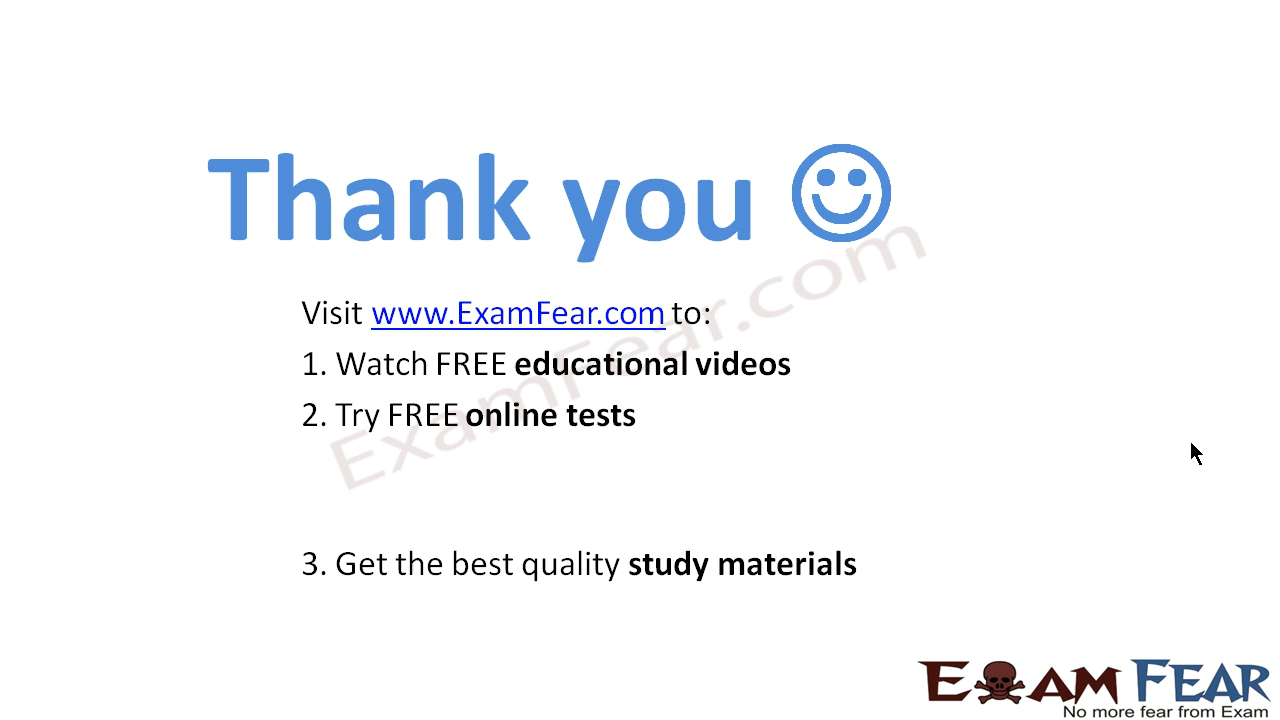 Thank you
Visit www.ExamFear.com to:
1. Watch FREE educational videos
2. Try FREE online tests
ExamFear.com
3. Get the best quality study materials
EXAM FEAR
No more fear from Exam